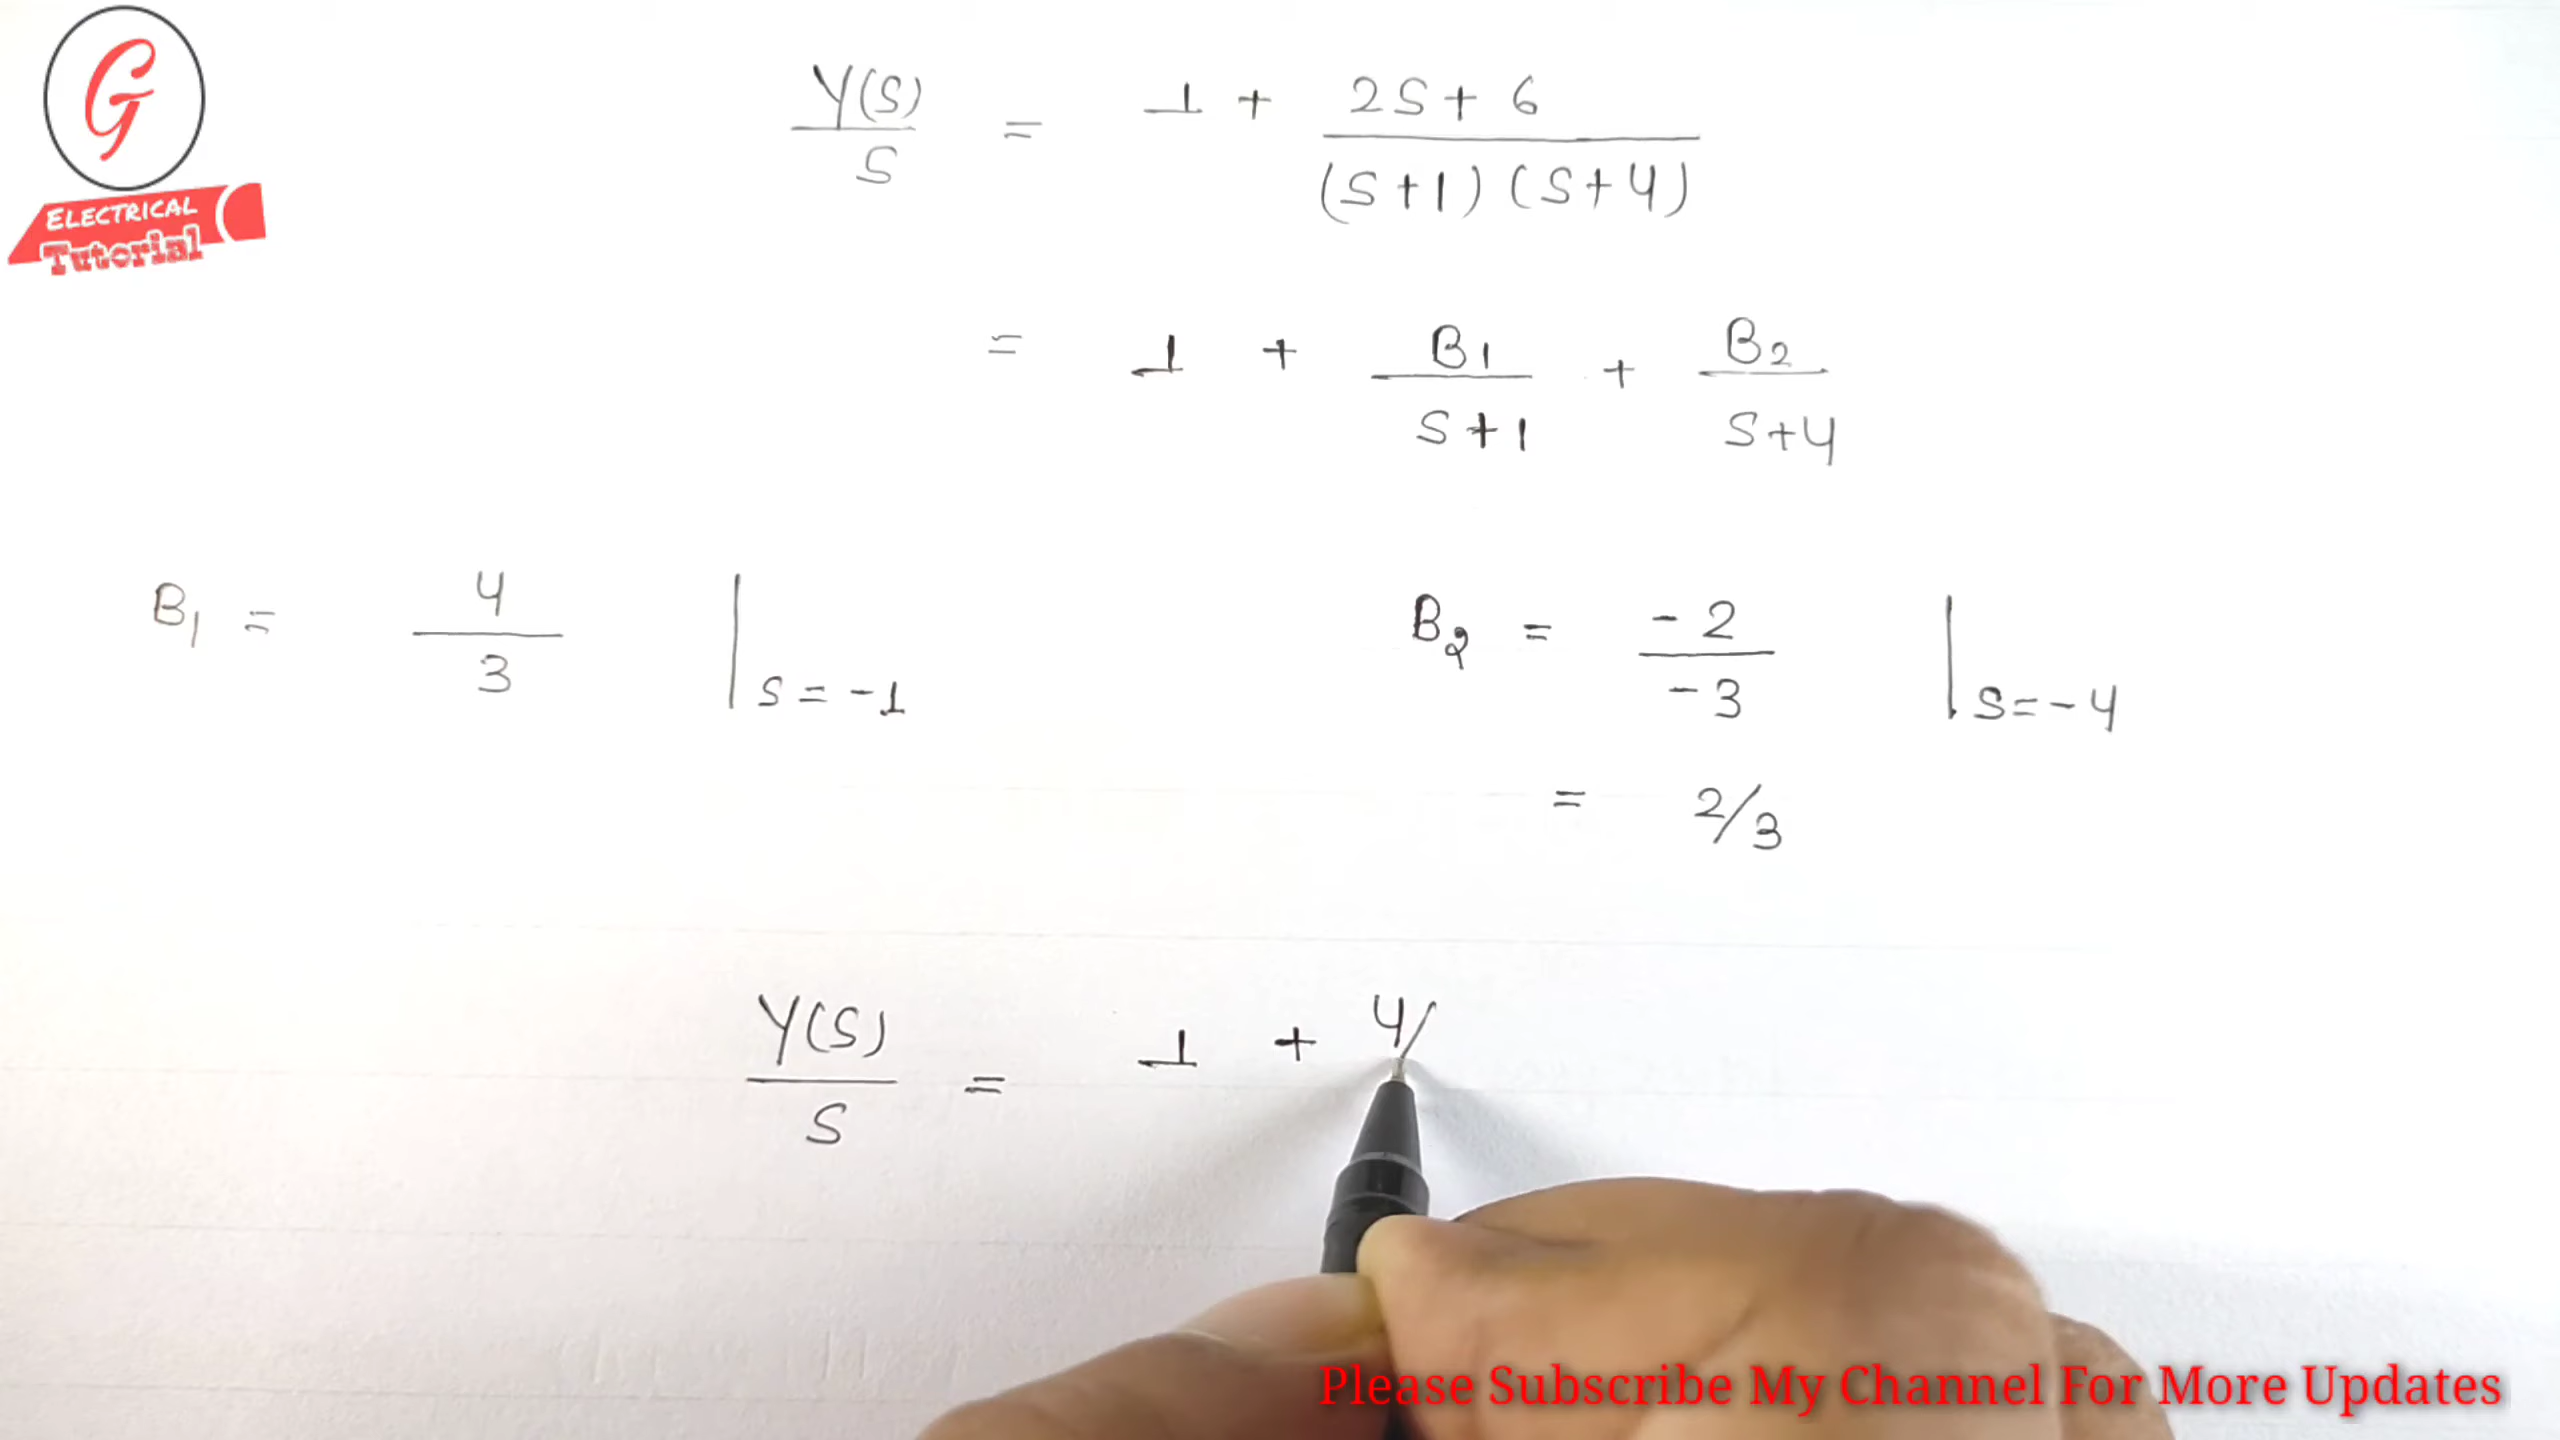 G
ELECTRICAL
Tutorial
Y(S)/S = 1 + (2S + 6)/((S+1)(S+4))
= 1 + B1/(S+1) + B2/(S+4)
B1 = 4/3 | S = -1
B2 = -2/-3 | S = -4
= 2/3
Y(S)/S = 1 + 4/
Please Subscribe My Channel For More Updates